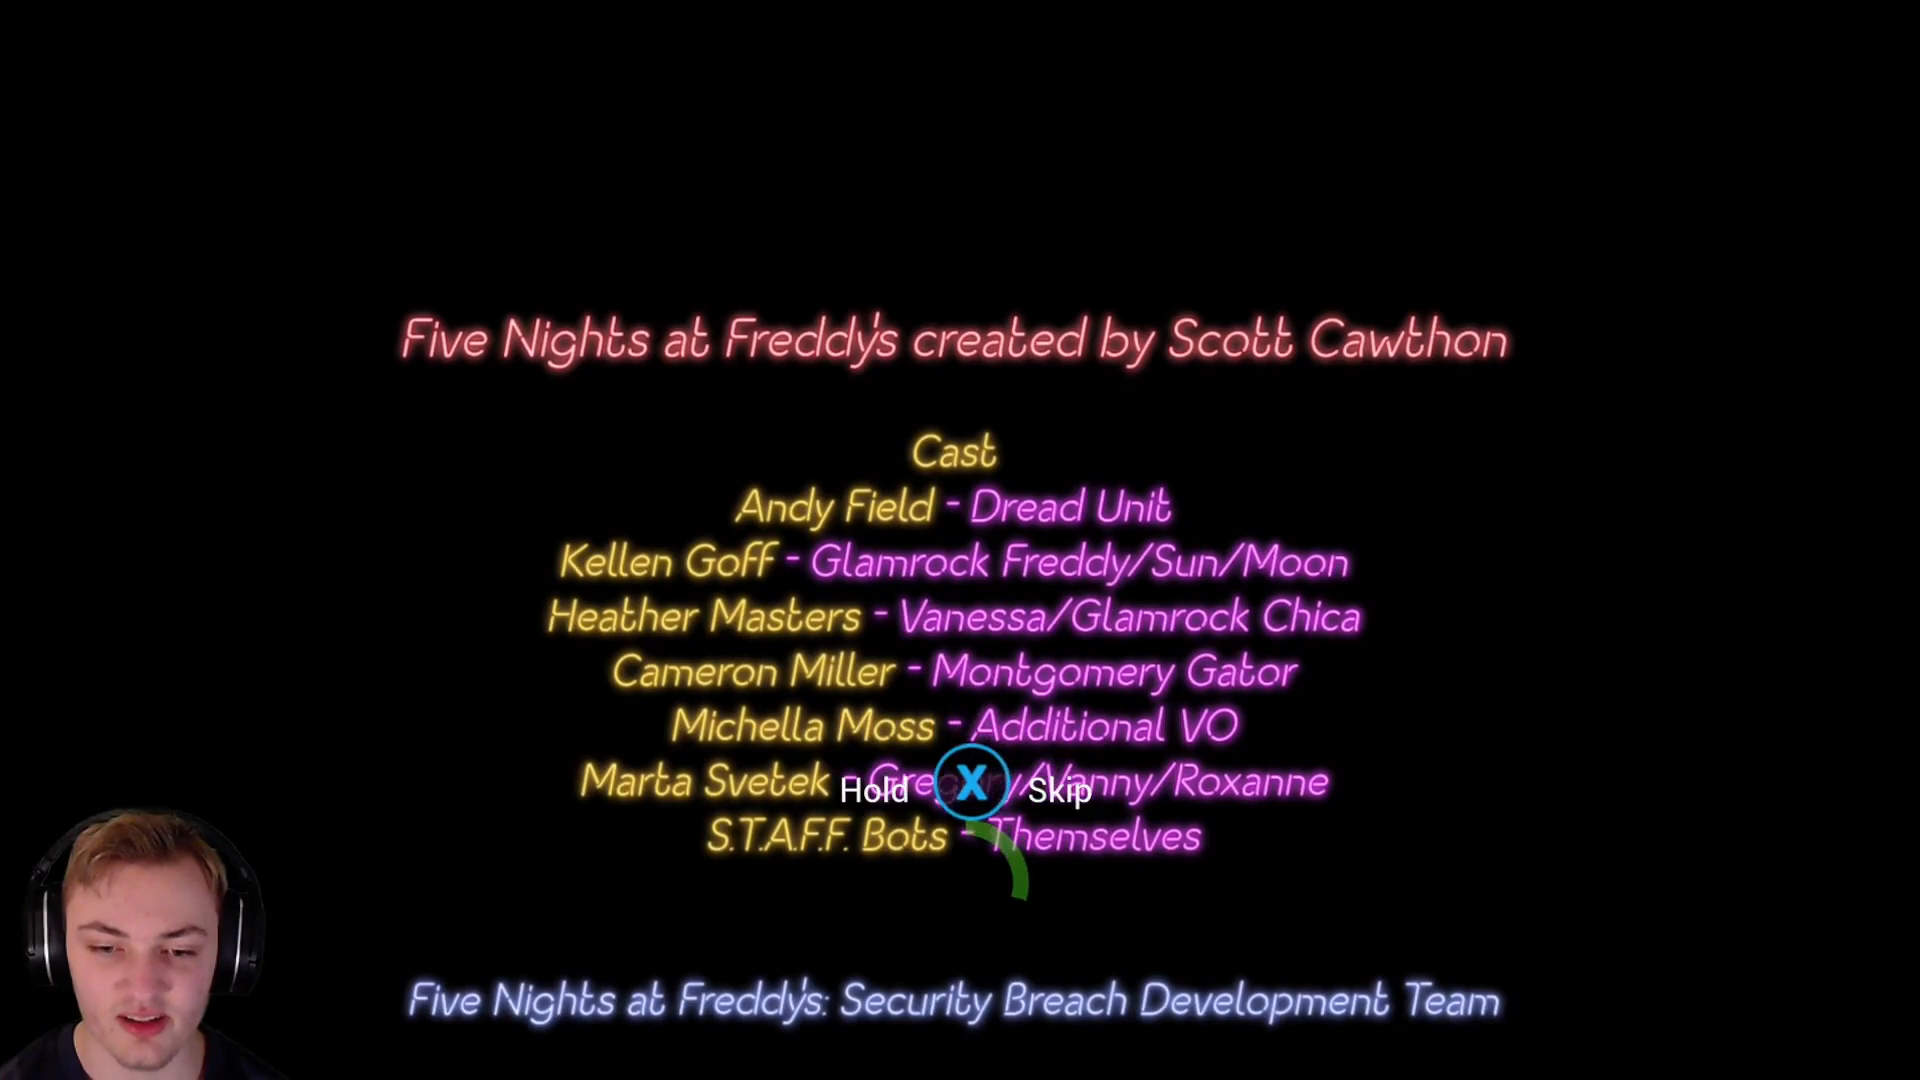 Five Nights at Freddy's created by Scott Cawthon
Cast
Andy Field - Dread Unit
Kellen Goff - Glamrock Freddy/Sun/Moon
Heather Masters - Vanessa/Glamrock Chica
Cameron Miller - Montgomery Gator
Michella Moss - Additional VO
Marta Svetek - Gregory/Vanny/Roxanne
Hold X Skip
S.T.A.F.F. Bots - Themselves
Five Nights at Freddy's: Security Breach Development Team